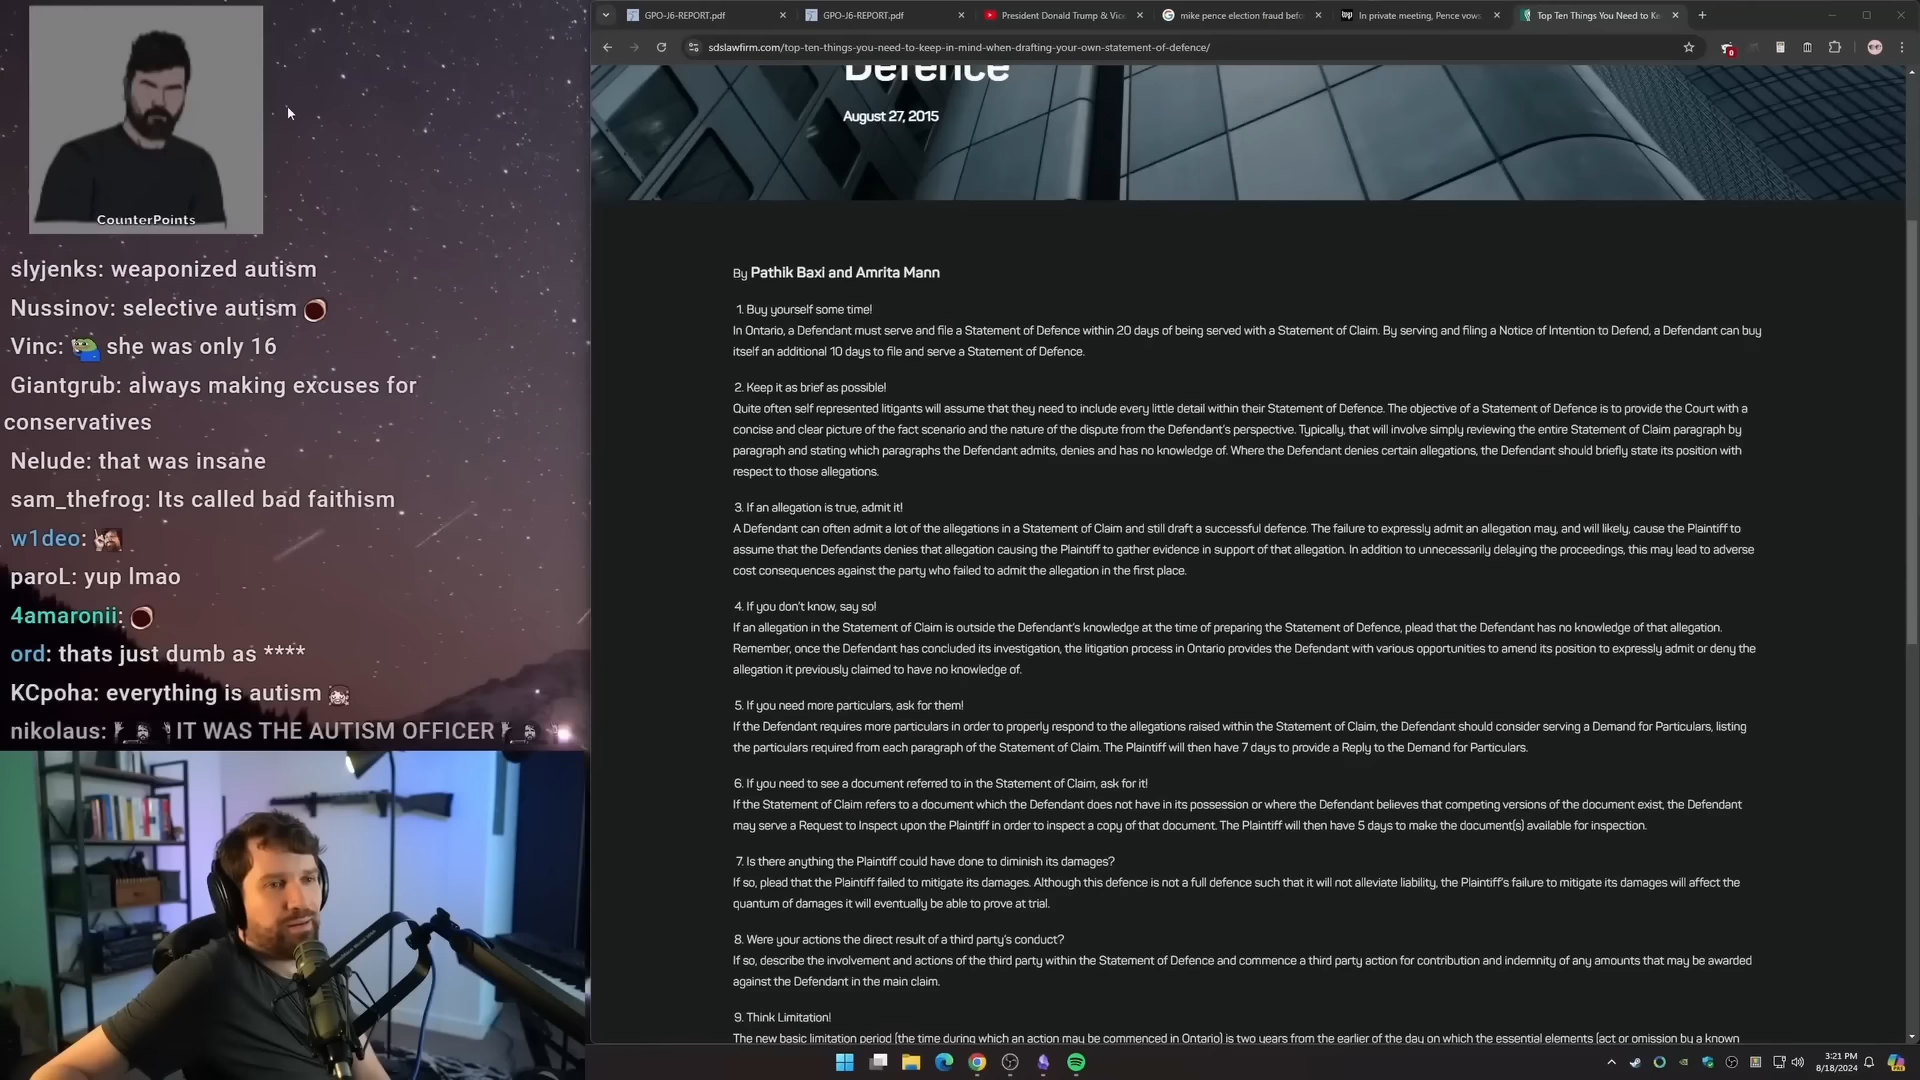 GPO-J6-REPORT.pdf
GPO-J6-REPORT.pdf
President Donald Trump & Vice
mike pence election fraud befo
In private meeting, Pence vows
Top Ten Things You Need to Ke
sdslawfirm.com/top-ten-things-you-need-to-keep-in-mind-when-drafting-your-own-statement-of-defence/
Defence
August 27, 2015
CounterPoints
slyjenks: weaponized autism
Nussinov: selective autism
Vinc: she was only 16
Giantgrub: always making excuses for
conservatives
Nelude: that was insane
sam_thefrog: Its called bad faithism
w1deo:
paroL: yup lmao
4amaronii:
ord: thats just dumb as ****
KCpoha: everything is autism
nikolaus: IT WAS THE AUTISM OFFICER
By Pathik Baxi and Amrita Mann
1. Buy yourself some time!
In Ontario, a Defendant must serve and file a Statement of Defence within 20 days of being served with a Statement of Claim. By serving and filing a Notice of Intention to Defend, a Defendant can buy
itself an additional 10 days to file and serve a Statement of Defence.
2. Keep it as brief as possible!
Quite often self represented litigants will assume that they need to include every little detail within their Statement of Defence. The objective of a Statement of Defence is to provide the Court with a
concise and clear picture of the fact scenario and the nature of the dispute from the Defendant's perspective. Typically, that will involve simply reviewing the entire Statement of Claim paragraph by
paragraph and stating which paragraphs the Defendant admits, denies and has no knowledge of. Where the Defendant denies certain allegations, the Defendant should briefly state its position with
respect to those allegations.
3. If an allegation is true, admit it!
A Defendant can often admit a lot of the allegations in a Statement of Claim and still draft a successful defence. The failure to expressly admit an allegation may, and will likely, cause the Plaintiff to
assume that the Defendants denies that allegation causing the Plaintiff to gather evidence in support of that allegation. In addition to unnecessarily delaying the proceedings, this may lead to adverse
cost consequences against the party who failed to admit the allegation in the first place.
4. If you don't know, say so!
If an allegation in the Statement of Claim is outside the Defendant's knowledge at the time of preparing the Statement of Defence, plead that the Defendant has no knowledge of that allegation.
Remember, once the Defendant has concluded its investigation, the litigation process in Ontario provides the Defendant with various opportunities to amend its position to expressly admit or deny the
allegation it previously claimed to have no knowledge of.
5. If you need more particulars, ask for them!
If the Defendant requires more particulars in order to properly respond to the allegations raised within the Statement of Claim, the Defendant should consider serving a Demand for Particulars, listing
the particulars required from each paragraph of the Statement of Claim. The Plaintiff will then have 7 days to provide a Reply to the Demand for Particulars.
6. If you need to see a document referred to in the Statement of Claim, ask for it!
If the Statement of Claim refers to a document which the Defendant does not have in its possession or where the Defendant believes that competing versions of the document exist, the Defendant
may serve a Request to Inspect upon the Plaintiff in order to inspect a copy of that document. The Plaintiff will then have 5 days to make the document(s) available for inspection.
7. Is there anything the Plaintiff could have done to diminish its damages?
If so, plead that the Plaintiff failed to mitigate its damages. Although this defence is not a full defence such that it will not alleviate liability, the Plaintiff's failure to mitigate its damages will affect the
quantum of damages it will eventually be able to prove at trial.
8. Were your actions the direct result of a third party's conduct?
If so, describe the involvement and actions of the third party within the Statement of Defence and commence a third party action for contribution and indemnity of any amounts that may be awarded
against the Defendant in the main claim.
9. Think Limitation!
The new basic limitation period (the time during which an action may be commenced in Ontario) is two years from the earlier of the day on which the essential elements (act or omission by a known
3:21 PM
8/18/2024